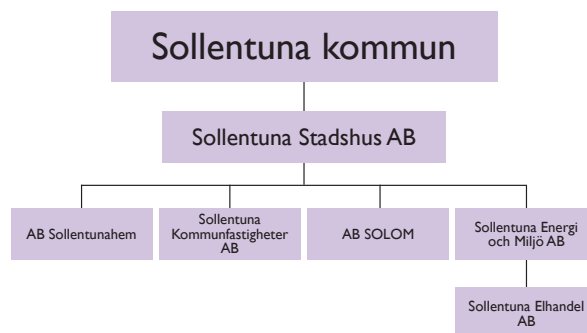 Sollentuna kommun
Sollentuna Stadshus AB
AB Sollentunahem
Sollentuna
Kommunfastigheter
AB
AB SOLOM
Sollentuna Energi
och Miljö AB
Sollentuna Elhandel
AB